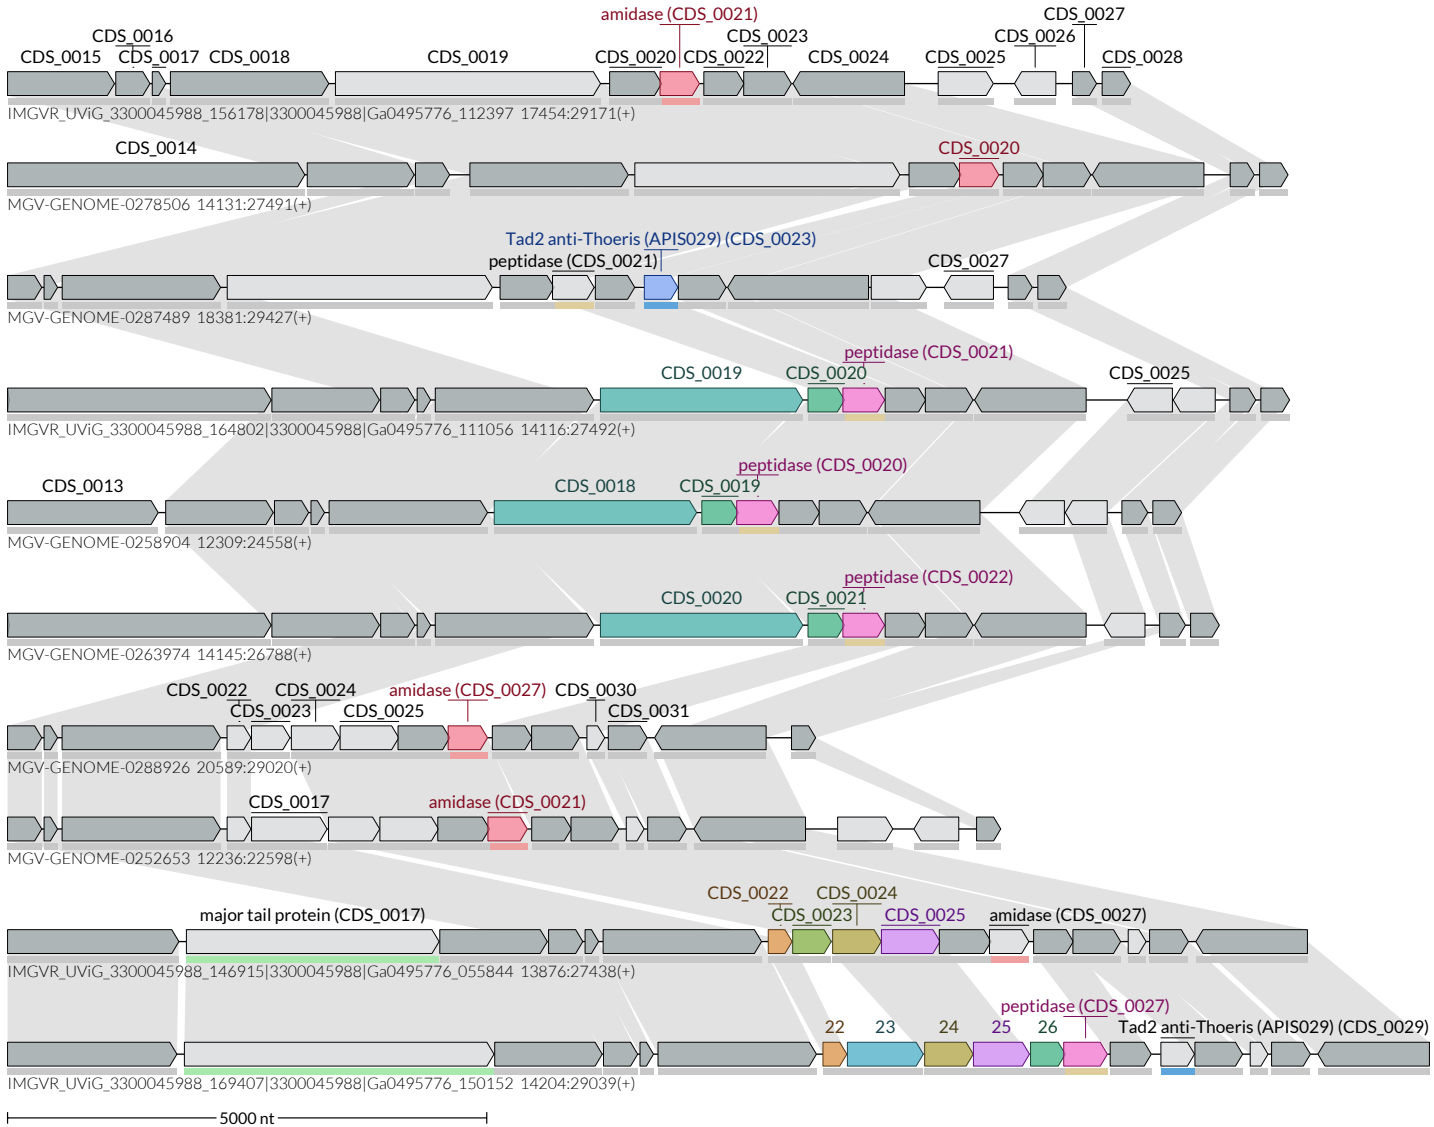 amidase (CDS_0021)
CDS_0027
CDS_0016
CDS_0023
CDS_0026
CDS_0015
CDS_0017
CDS_0018
CDS_0019
CDS_0020
CDS_0022
CDS_0024
CDS_0025
CDS_0028
IMGVR_UViG_3300045988_156178|3300045988|Ga0495776_112397 17454:29171(+)
CDS_0014
CDS_0020
MGV-GENOME-0278506 14131:27491(+)
Tad2 anti-Thoeris (APIS029) (CDS_0023)
peptidase (CDS_0021)
CDS_0027
MGV-GENOME-0287489 18381:29427(+)
peptidase (CDS_0021)
CDS_0019
CDS_0020
CDS_0025
IMGVR_UViG_3300045988_164802|3300045988|Ga0495776_111056 14116:27492(+)
peptidase (CDS_0020)
CDS_0013
CDS_0018
CDS_0019
MGV-GENOME-0258904 12309:24558(+)
peptidase (CDS_0022)
CDS_0020
CDS_0021
MGV-GENOME-0263974 14145:26788(+)
CDS_0022
CDS_0024
amidase (CDS_0027)
CDS_0030
CDS_0023
CDS_0025
CDS_0031
MGV-GENOME-0288926 20589:29020(+)
CDS_0017
amidase (CDS_0021)
MGV-GENOME-0252653 12236:22598(+)
CDS_0022
CDS_0024
major tail protein (CDS_0017)
CDS_0023
CDS_0025
amidase (CDS_0027)
IMGVR_UViG_3300045988_146915|3300045988|Ga0495776_055844 13876:27438(+)
peptidase (CDS_0027)
22
23
24
25
26
Tad2 anti-Thoeris (APIS029) (CDS_0029)
IMGVR_UViG_3300045988_169407|3300045988|Ga0495776_150152 14204:29039(+)
5000 nt